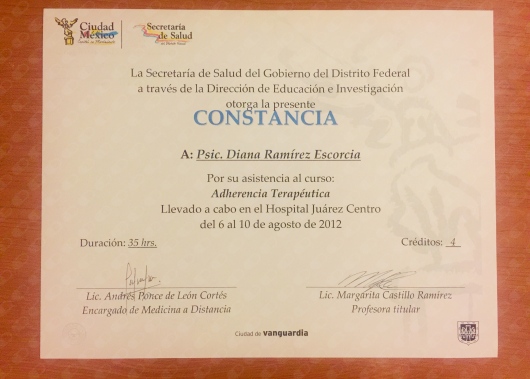 Ciudad
México
Secretaría
de Salud
La Secretaría de Salud del Gobierno del Distrito Federal
a través de la Dirección de Educación e Investigación
otorga la presente
CONSTANCIA
A: Psic. Diana Ramírez Escorcia
Por su asistencia al curso:
Adherencia Terapéutica
Llevado a cabo en el Hospital Juárez Centro
del 6 al 10 de agosto de 2012
Duración: 35 hrs.
Créditos: 4
Lic. Andrés Ponce de León Cortés
Encargado de Medicina a Distancia
Lic. Margarita Castillo Ramírez
Profesora titular
Ciudad de vanguardia